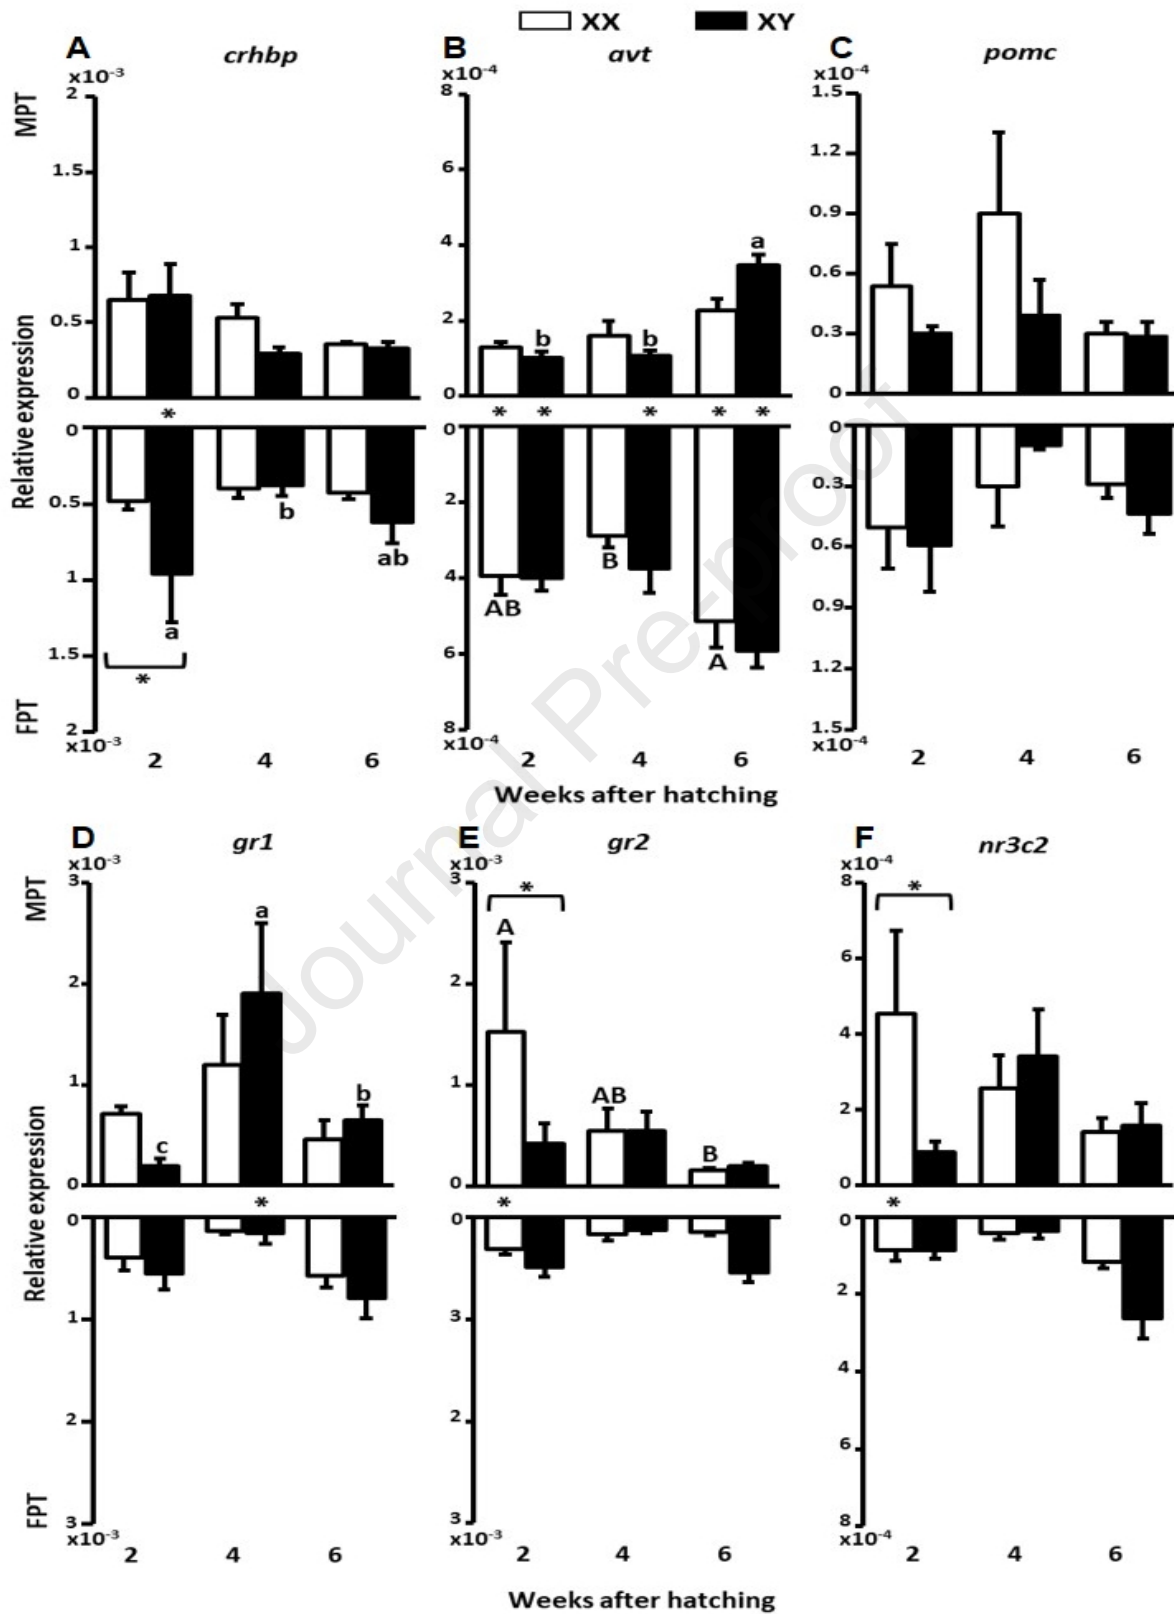 XX XY
A B C
crhbp avt pomc
x10-3 x10-4 x10-4
MPT
2 8 1.5
1.5 6 1.2
1 4 0.9
0.5 2 0.6
0 0 0.3
0
a
b b
* * * * * *
Relative expression
0 0 0
0.5 2 0.3
1 4 0.6
1.5 6 0.9
2 8 1.2
1.5
b
ab
a
*
B
AB
A
FPT
x10-3 x10-4 x10-4
2 4 6 2 4 6 2 4 6
Weeks after hatching
Journal Pre-proof
D E F
gr1 gr2 nr3c2
x10-3 x10-3 x10-4
MPT
3 3 8
2 2 6
1 1 4
0 0 2
0
a
c
b
*
A
AB
B
*
* * *
Relative expression
0 0 0
1 3 2
2 2 4
3 3 6
8
FPT
x10-3 x10-3 x10-4
2 4 6 2 4 6 2 4 6
Weeks after hatching